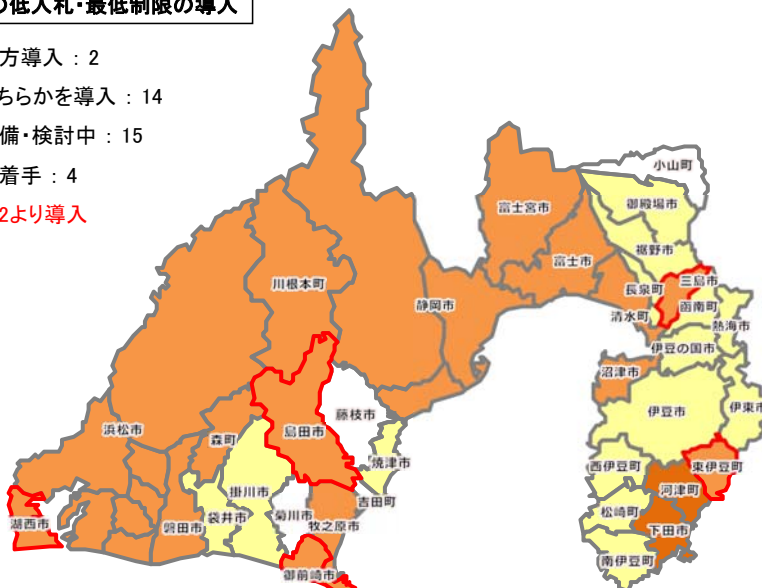 の低入札・最低制限の導入
方導入 : 2
ちらかを導入 : 14
備・検討中 : 15
着手 : 4
2より導入
小山町
御殿場市
富士宮市
裾野市
富士市
三島市
長泉町
川根本町
函南町
静岡市
清水町
熱海市
伊豆の国市
沼津市
藤枝市
伊豆市
伊東市
浜松市
島田市
森町
焼津市
西伊豆町
東伊豆町
掛川市
河津町
吉田町
袋井市
菊川市
松崎町
湖西市
磐田市
牧之原市
下田市
南伊豆町
御前崎市